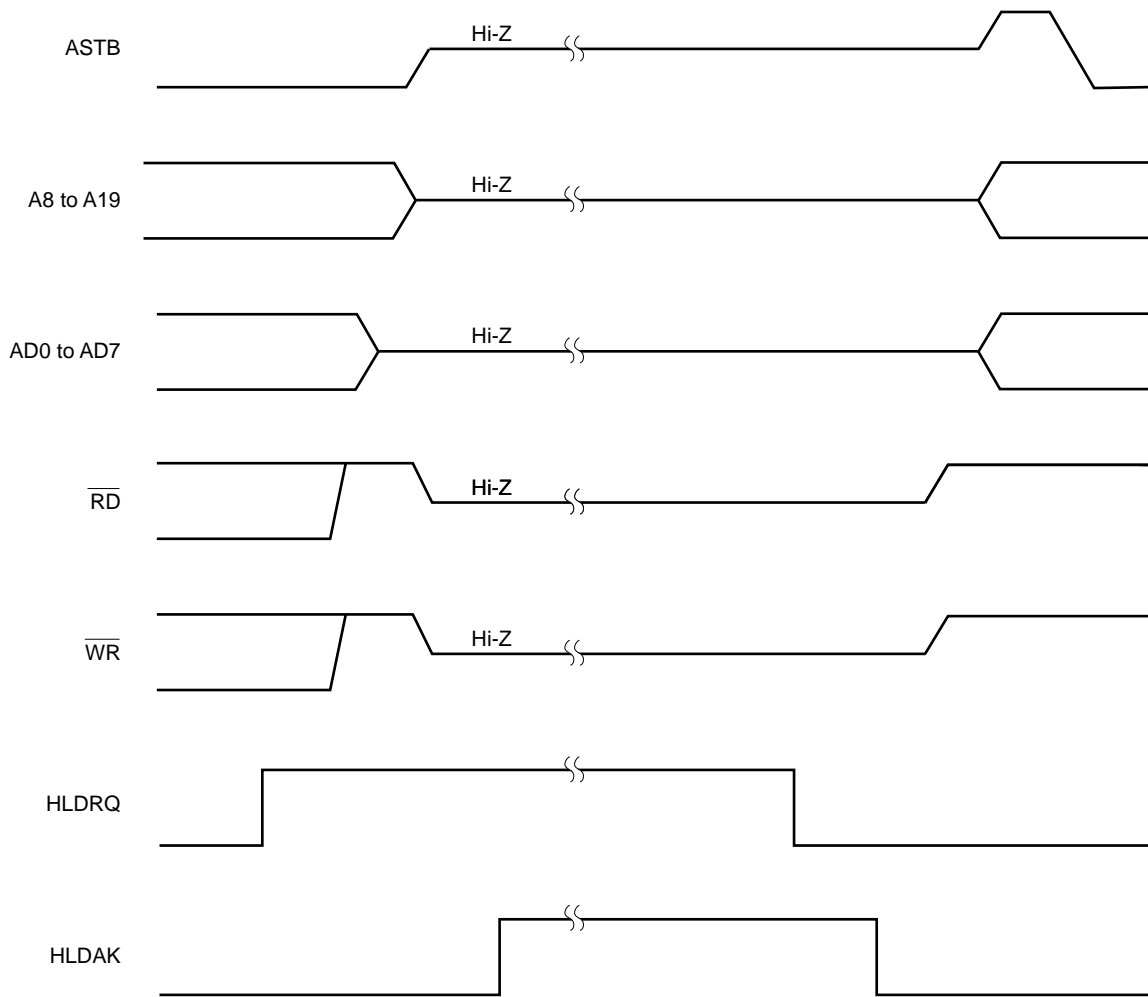 ASTB Hi-Z
A8 to A19 Hi-Z
AD0 to AD7 Hi-Z
RD Hi-Z
WR Hi-Z
HLDRQ
HLDAK